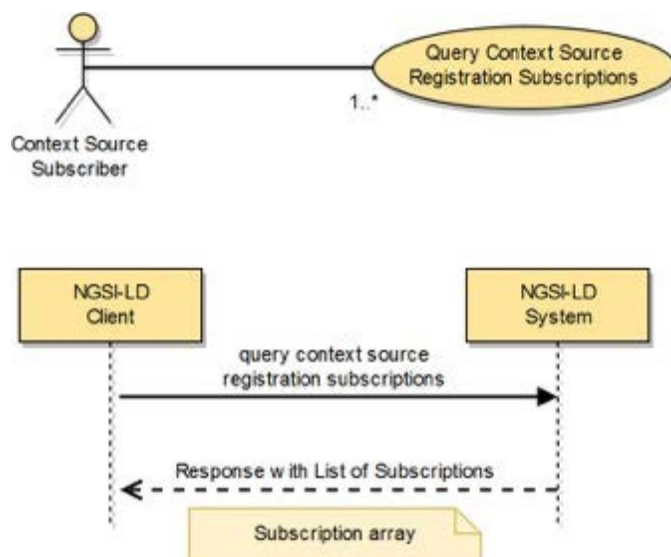 Query Context Source
Registration Subscriptions
1..*
Context Source
Subscriber
NGSI-LD
Client
NGSI-LD
System
query context source
registration subscriptions
Response with List of Subscriptions
Subscription array